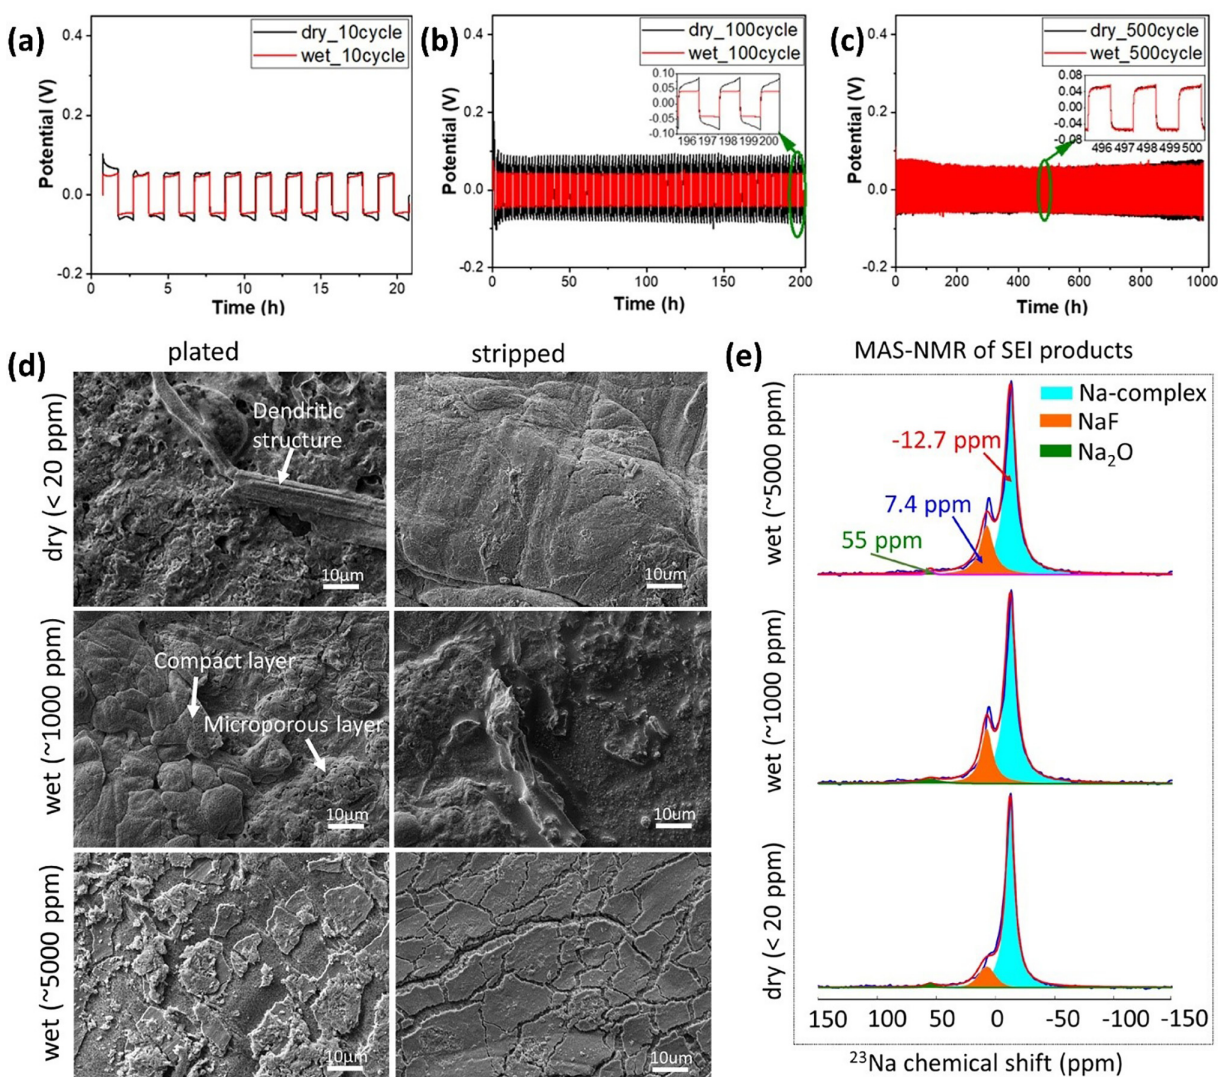 (a)
dry_10cycle
wet_10cycle
0.4
0.2
0.0
-0.2
Potential (V)
0 5 10 15 20
Time (h)
(b)
dry_100cycle
wet_100cycle
0.10
0.05
0.00
-0.05
-0.10
196 197 198 199 200
0.4
0.2
0.0
-0.2
Potential (V)
0 50 100 150 200
Time (h)
(c)
dry_500cycle
wet_500cycle
0.08
0.04
0.00
-0.04
-0.08
496 497 498 499 500
0.4
0.2
0.0
-0.2
Potential (V)
0 200 400 600 800 1000
Time (h)
(d)
plated
stripped
dry (< 20 ppm)
Dendritic
structure
10μm
10um
wet (~1000 ppm)
Compact layer
Microporous layer
10μm
10um
wet (~5000 ppm)
10μm
10um
(e)
MAS-NMR of SEI products
Na-complex
NaF
Na₂O
wet (~5000 ppm)
-12.7 ppm
7.4 ppm
55 ppm
wet (~1000 ppm)
dry (< 20 ppm)
150 100 50 0 -50 -100 -150
²³Na chemical shift (ppm)